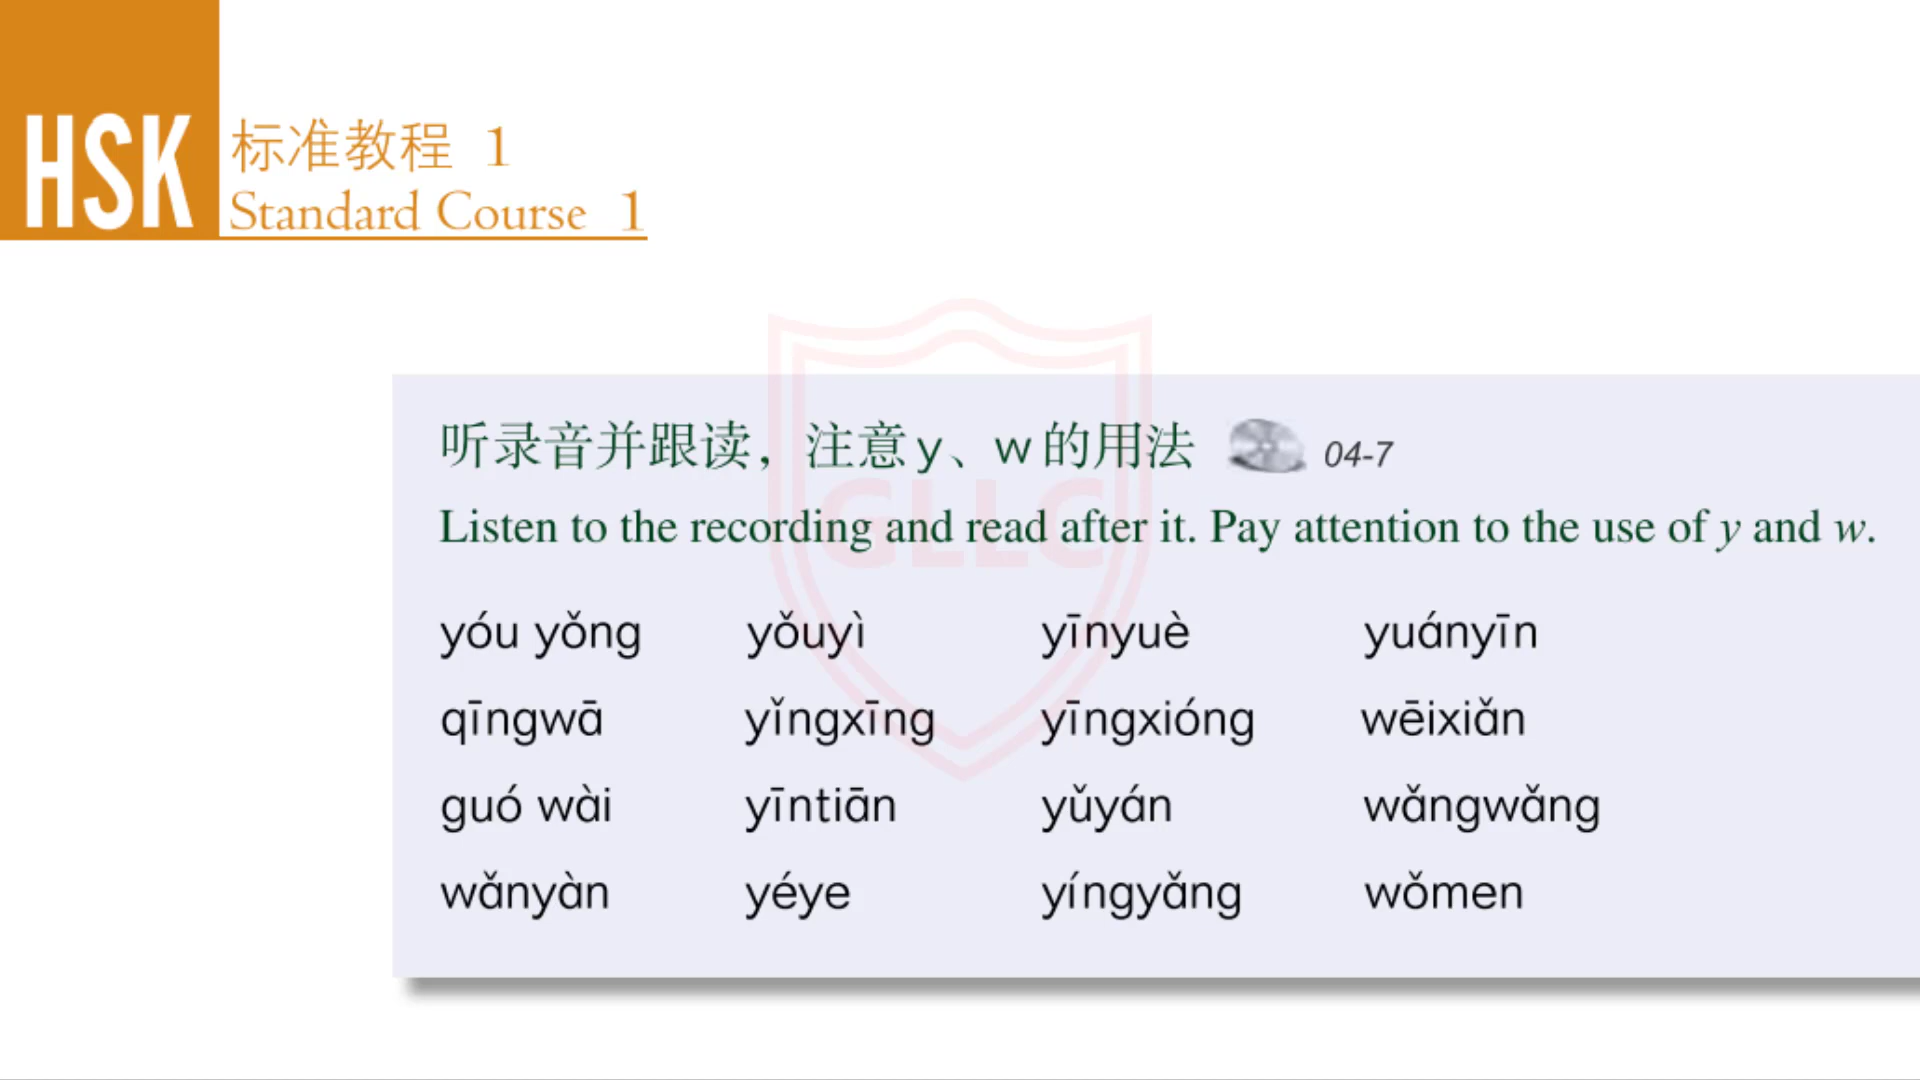 HSK
标准教程 1
Standard Course 1
听录音并跟读，注意 y、w 的用法 04-7
Listen to the recording and read after it. Pay attention to the use of y and w.
yóu yǒng yǒuyì yīnyuè yuányīn
qīngwā yǐngxīng yīngxióng wēixiǎn
guó wài yīntiān yǔyán wǎngwǎng
wǎnyàn yéye yíngyǎng wǒmen
GLLC